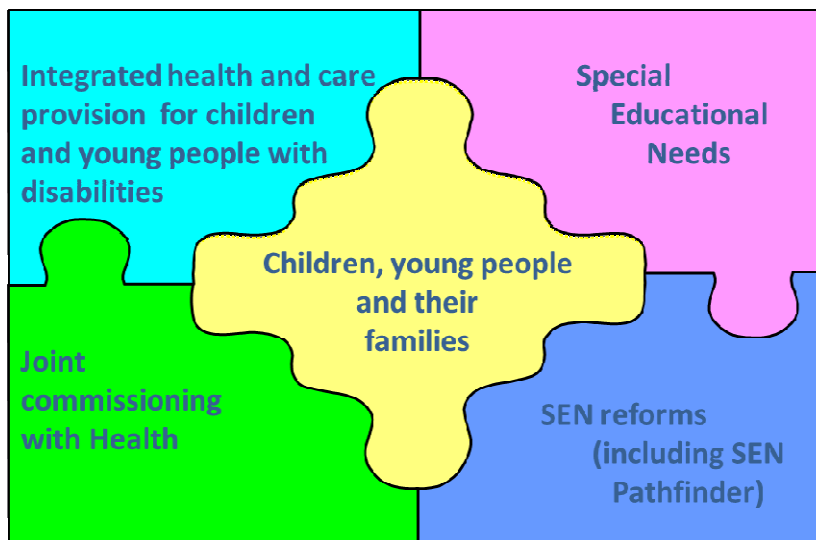 Integrated health and care
provision for children
and young people with
disabilities
Special
Educational
Needs
Children, young people
and their
families
Joint
commissioning
with Health
SEN reforms
(including SEN
Pathfinder)